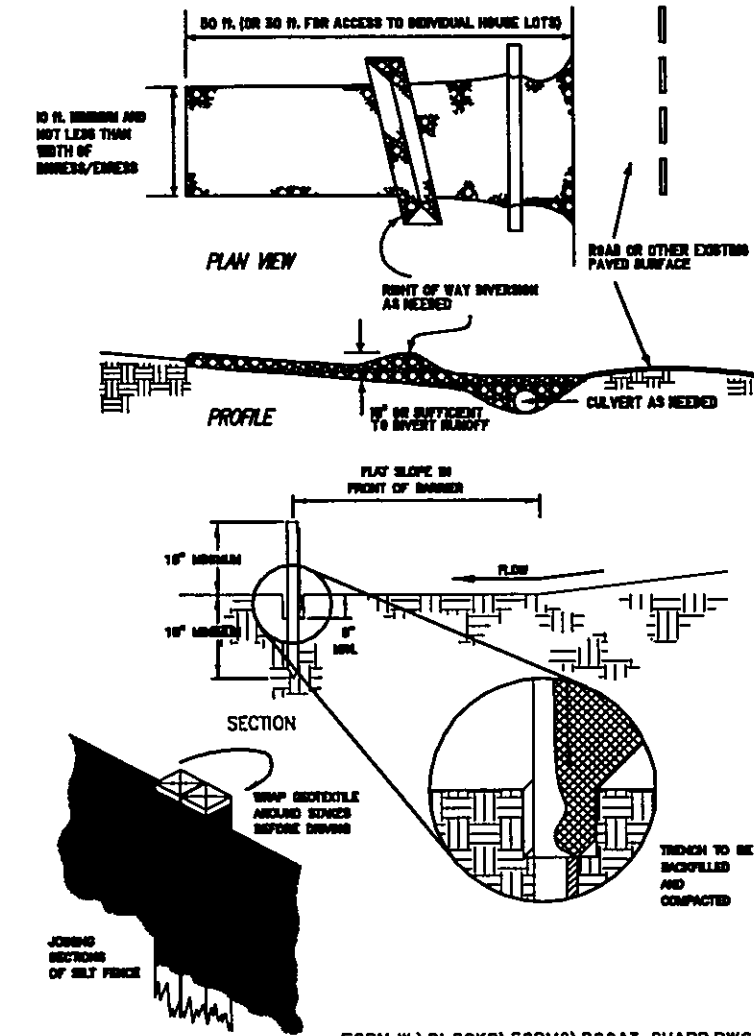 50 ft. (OR 30 ft. FOR ACCESS TO INDIVIDUAL HOUSE LOTS)
10 ft. MINIMUM AND
NOT LESS THAN
WIDTH OF
INGRESS/EGRESS
PLAN VIEW
RIGHT OF WAY DIVERSION
AS NEEDED
ROAD OR OTHER EXISTING
PAVED SURFACE
PROFILE
OR SUFFICIENT
TO DIVERT RUNOFF
CULVERT AS NEEDED
FLAT SLOPE IN
FRONT OF BARRIER
MINIMUM
FLOW
MINIMUM
MIN.
SECTION
WRAP GEOTEXTILE
AROUND STAKES
BEFORE DRIVING
TRENCH TO BE
BACKFILLED
AND
COMPACTED
JOINING
SECTIONS
OF SILT FENCE